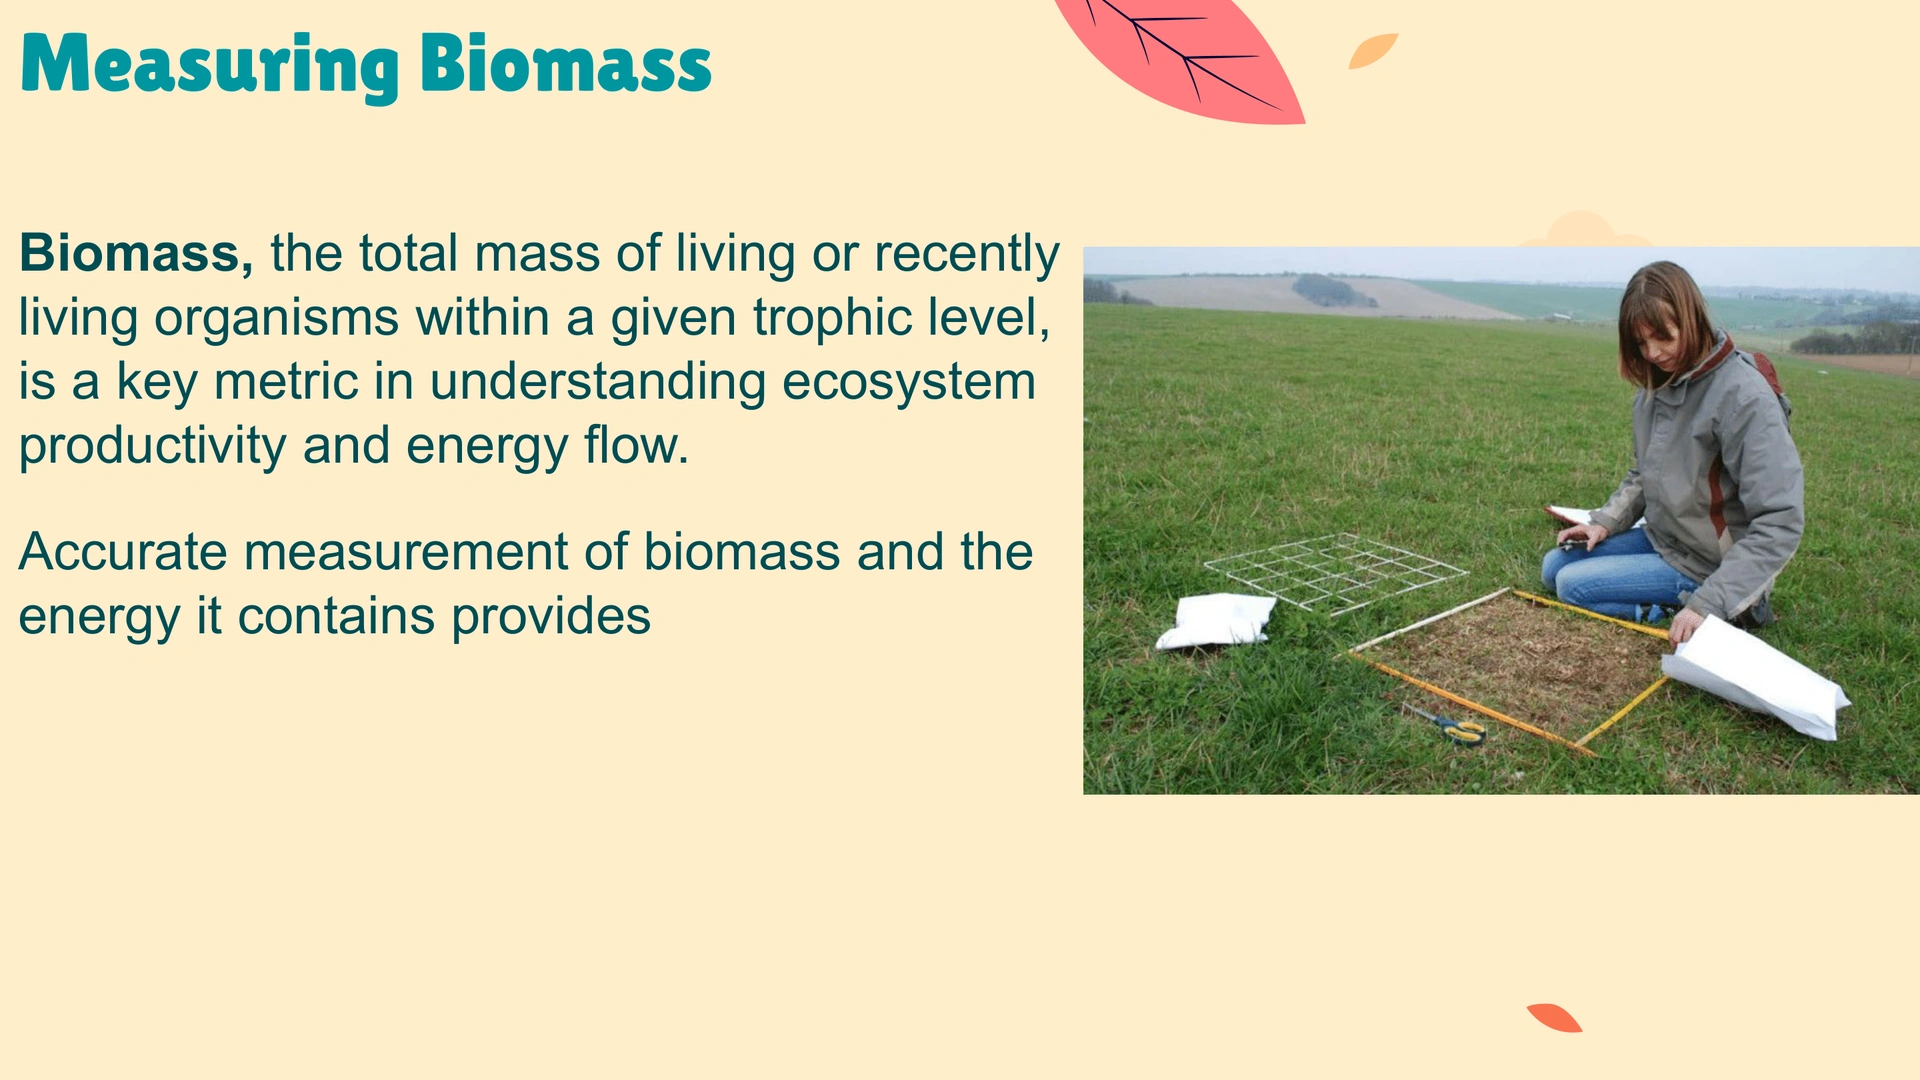 Measuring Biomass
Biomass, the total mass of living or recently
living organisms within a given trophic level,
is a key metric in understanding ecosystem
productivity and energy flow.
Accurate measurement of biomass and the
energy it contains provides